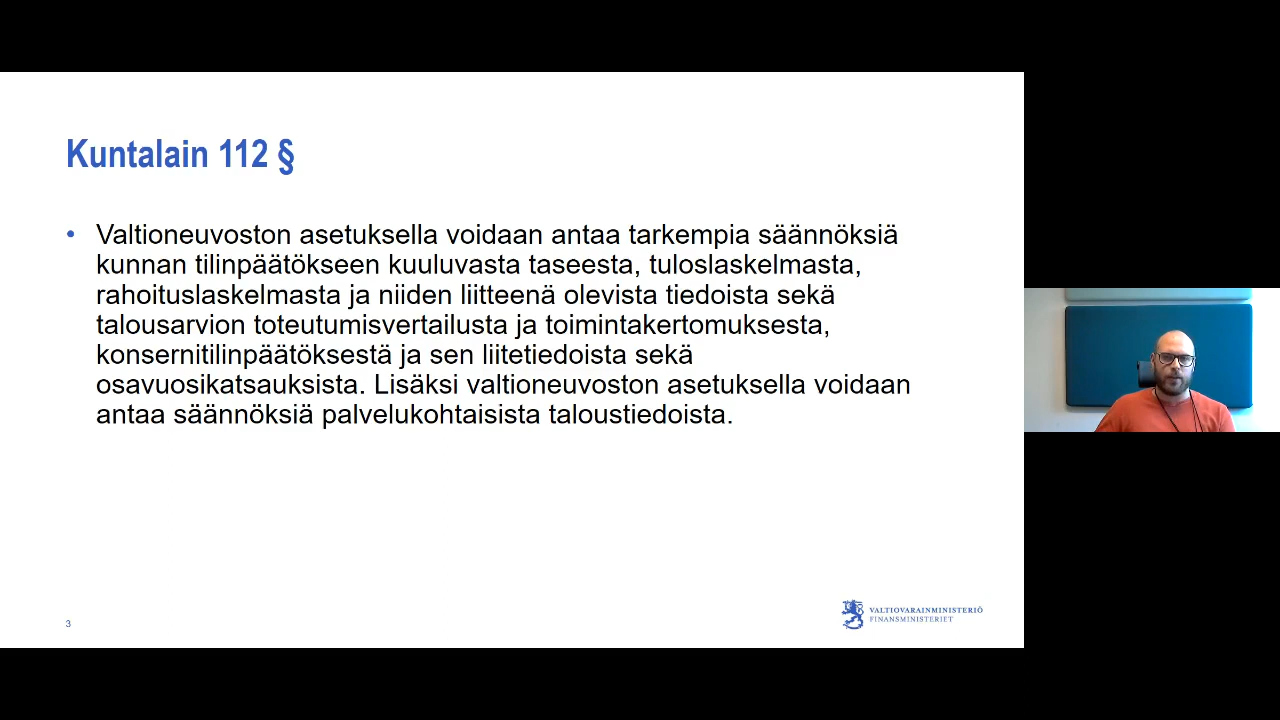 Kuntalain 112 §
• Valtioneuvoston asetuksella voidaan antaa tarkempia säännöksiä
kunnan tilinpäätökseen kuuluvasta taseesta, tuloslaskelmasta,
rahoituslaskelmasta ja niiden liitteenä olevista tiedoista sekä
talousarvion toteutumisvertailusta ja toimintakertomuksesta,
konsernitilinpäätöksestä ja sen liitetiedoista sekä
osavuosikatsauksista. Lisäksi valtioneuvoston asetuksella voidaan
antaa säännöksiä palvelukohtaisista taloustiedoista.
3
VALTIOVARAINMINISTERIÖ
FINANSMINISTERIET